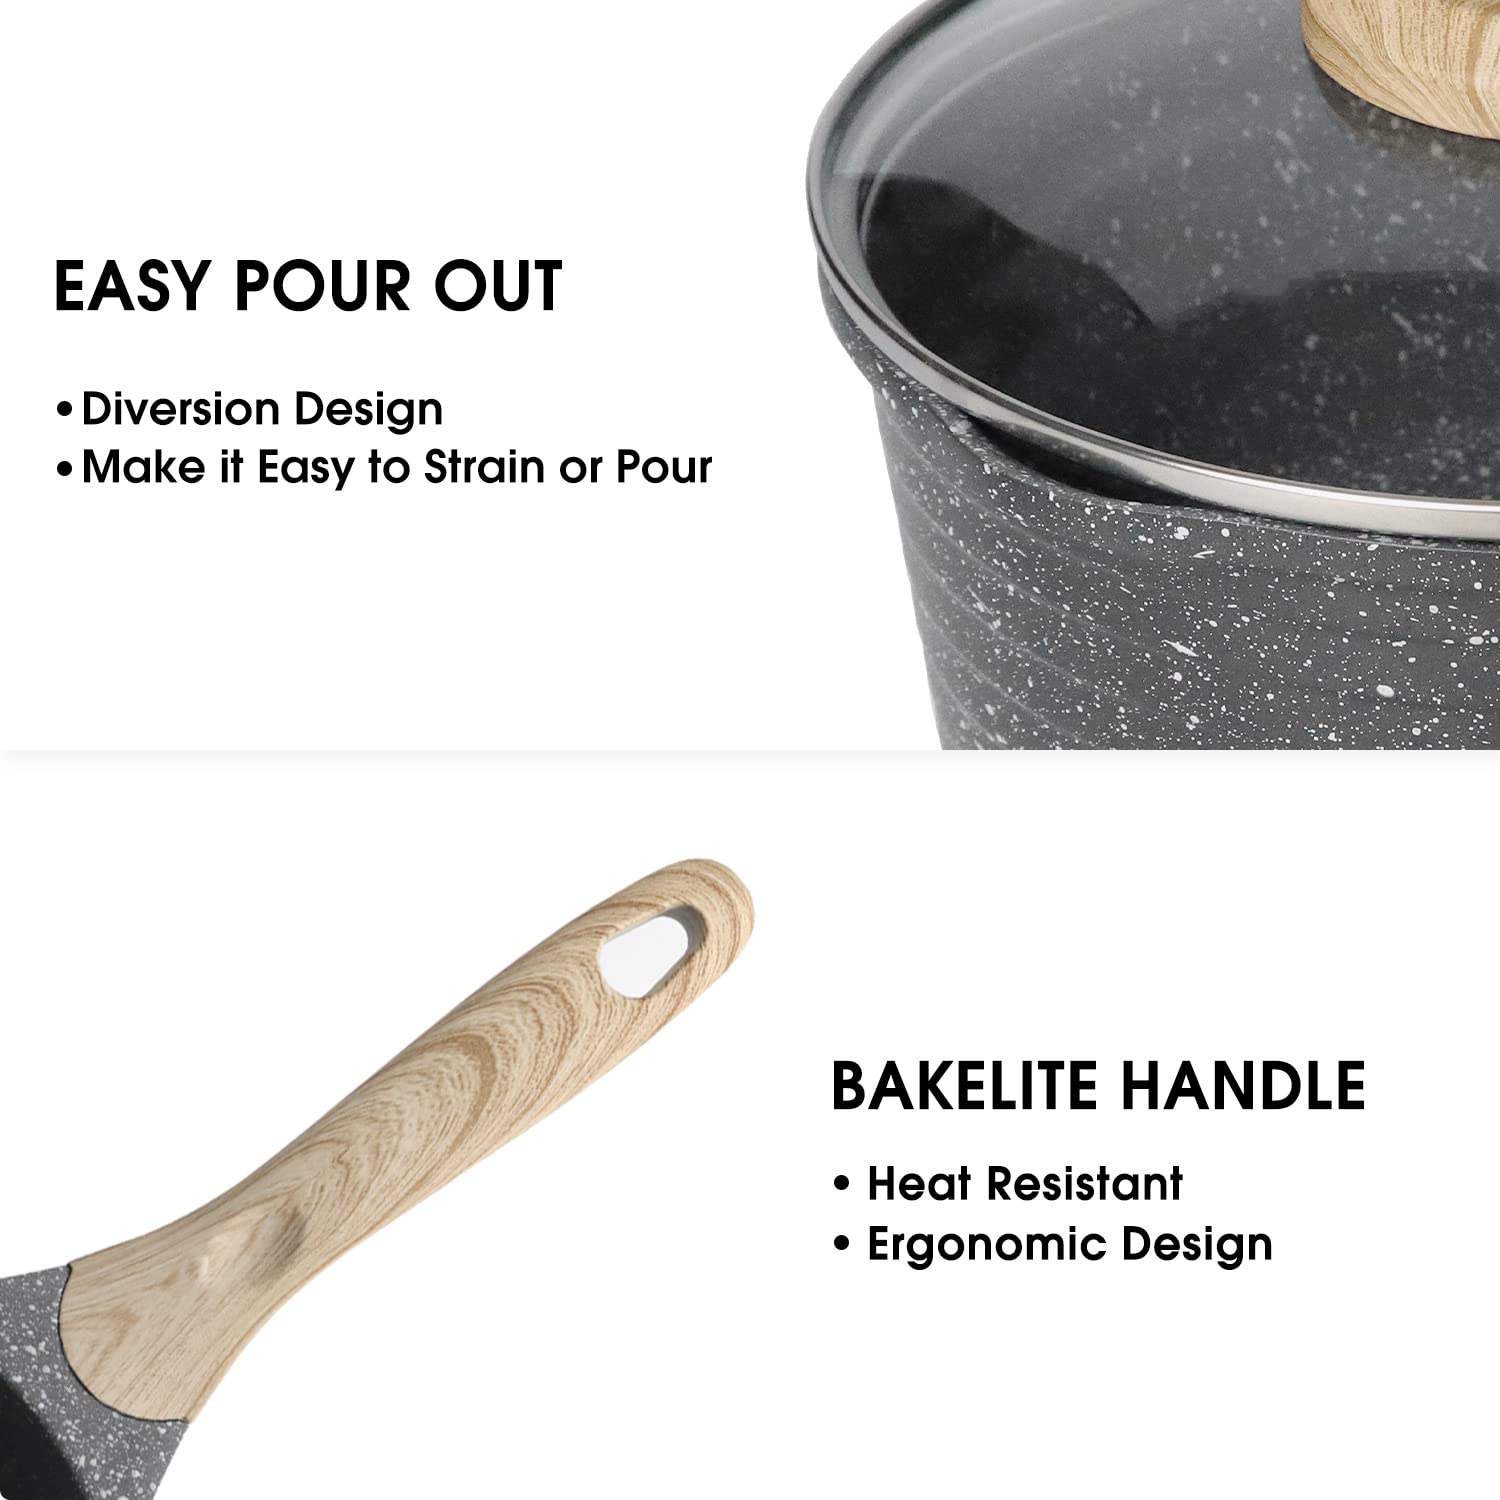 EASY POUR OUT
•Diversion Design
•Make it Easy to Strain or Pour
BAKELITE HANDLE
• Heat Resistant
• Ergonomic Design